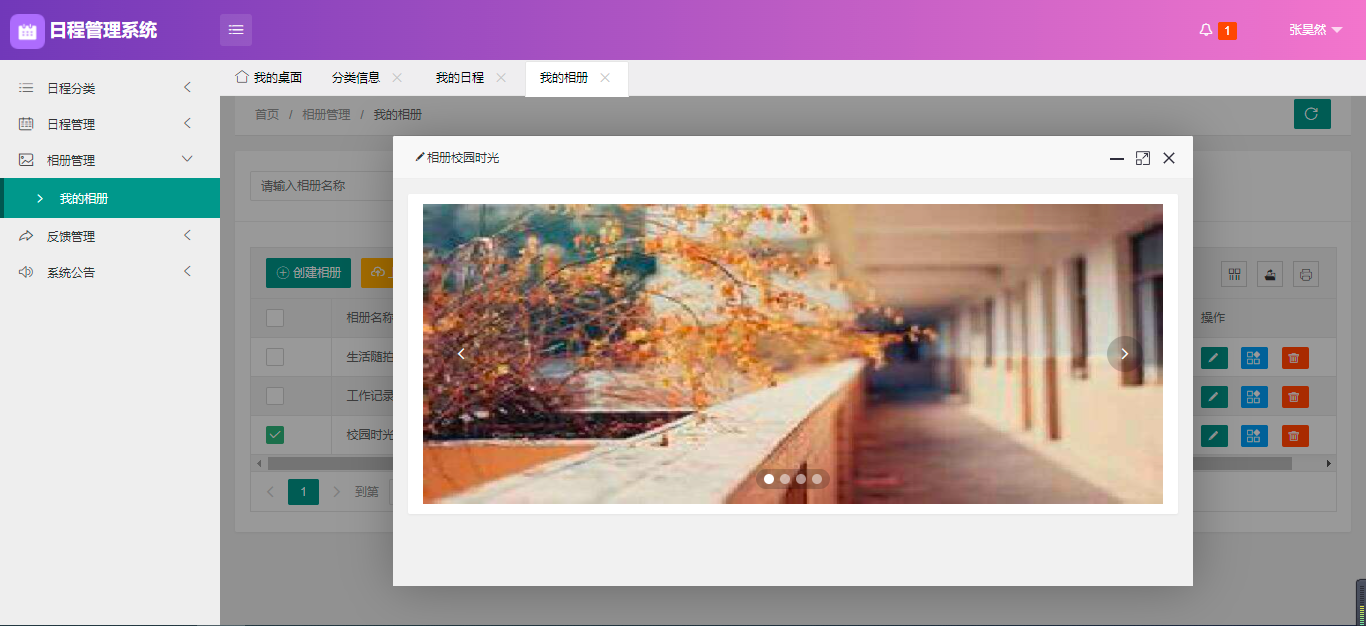 日程管理系统
1
张昊然
日程分类
日程管理
相册管理
我的相册
反馈管理
系统公告
我的桌面
分类信息
我的日程
我的相册
首页 / 相册管理 / 我的相册
相册校园时光
请输入相册名称
创建相册
相册名称
操作
生活随拍
工作记录
校园时光
1
到第